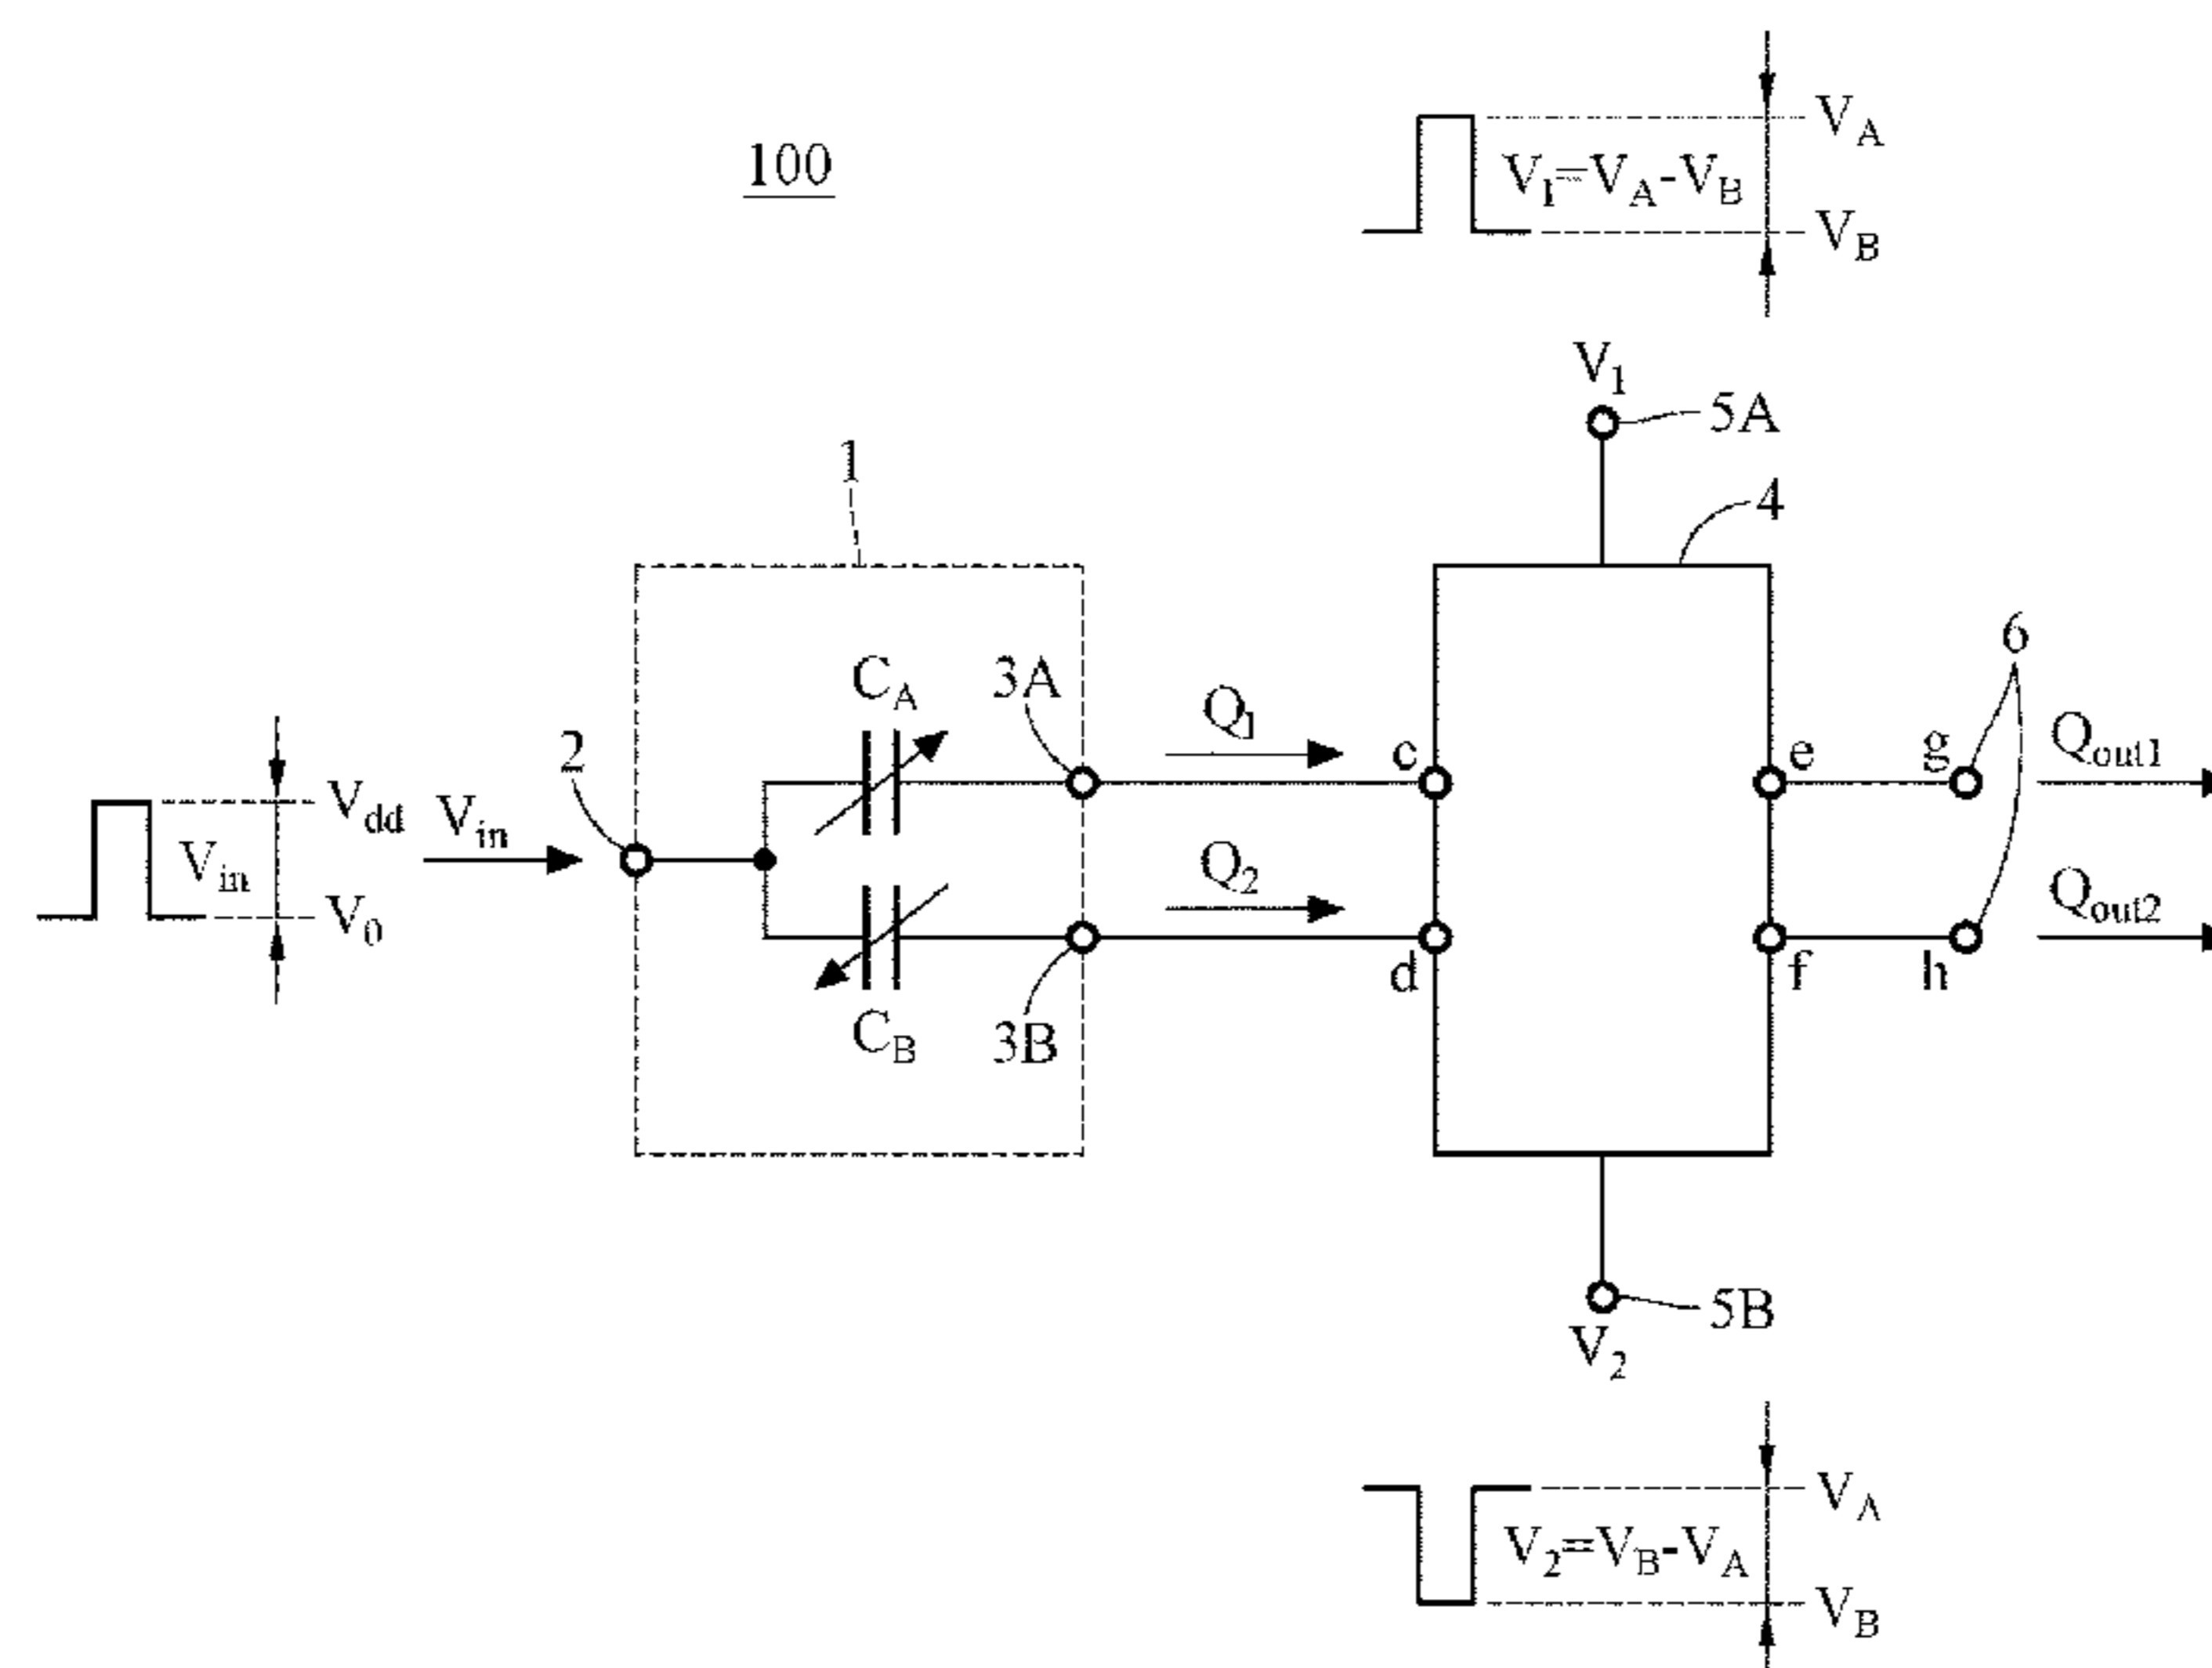 100
V_A
V_1=V_A-V_B
V_B
V_1
5A
1
4
C_A
3A
Q_1
6
c
e
g
Q_out1
2
V_dd
V_in
V_in
V_0
Q_2
Q_out2
d
f
h
C_B
3B
5B
V_2
V_A
V_2=V_B-V_A
V_B